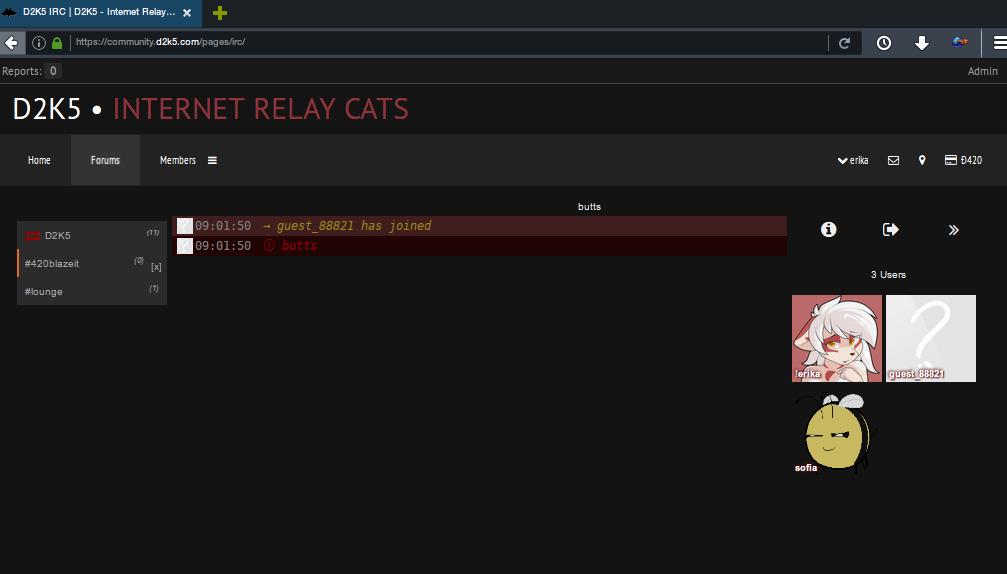 D2K5 IRC | D2K5 - Internet Relay...
https://community.d2k5.com/pages/irc/
Reports: 0
Admin
D2K5 • INTERNET RELAY CATS
Home Forums Members
erika
Ð420
butts
D2K5 (11)
#420blazeit (0) [x]
#lounge (1)
09:01:50 → guest_88821 has joined
09:01:50 butts
3 Users
!erika
guest_88821
sofia